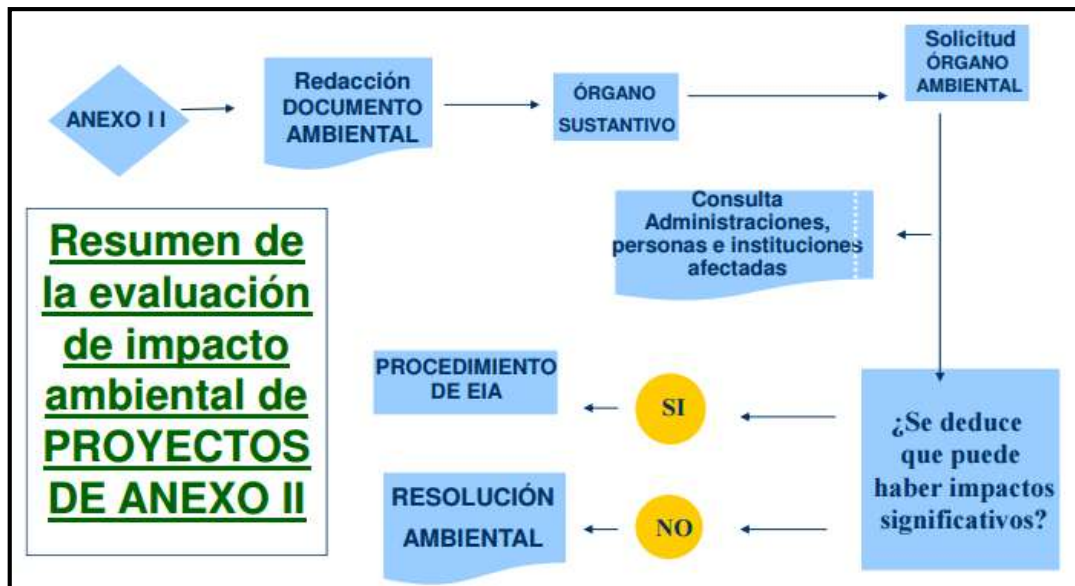 ANEXO I I
Redacción
DOCUMENTO
AMBIENTAL
ÓRGANO
SUSTANTIVO
Solicitud
ÓRGANO
AMBIENTAL
Consulta
Administraciones,
personas e instituciones
afectadas
Resumen de
la evaluación
de impacto
ambiental de
PROYECTOS
DE ANEXO II
PROCEDIMIENTO
DE EIA
SI
¿Se deduce
que puede
haber impactos
significativos?
RESOLUCIÓN
AMBIENTAL
NO